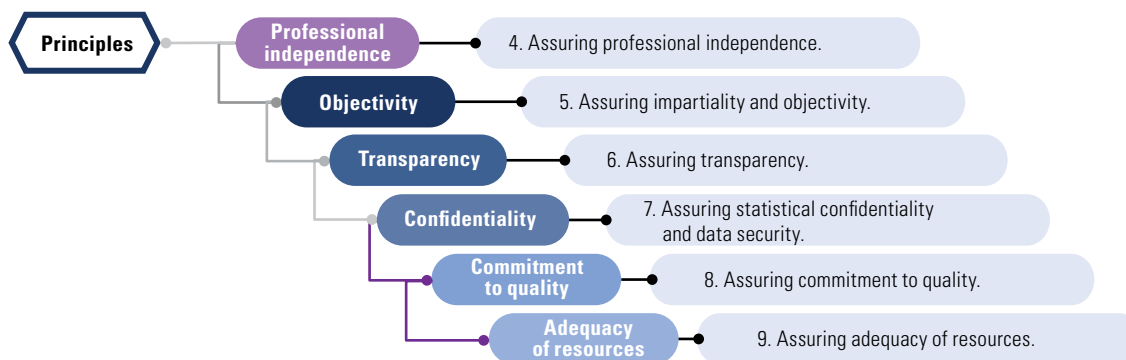 Principles
Professional
independence
4. Assuring professional independence.
Objectivity
5. Assuring impartiality and objectivity.
Transparency
6. Assuring transparency.
Confidentiality
7. Assuring statistical confidentiality
and data security.
Commitment
to quality
8. Assuring commitment to quality.
Adequacy
of resources
9. Assuring adequacy of resources.